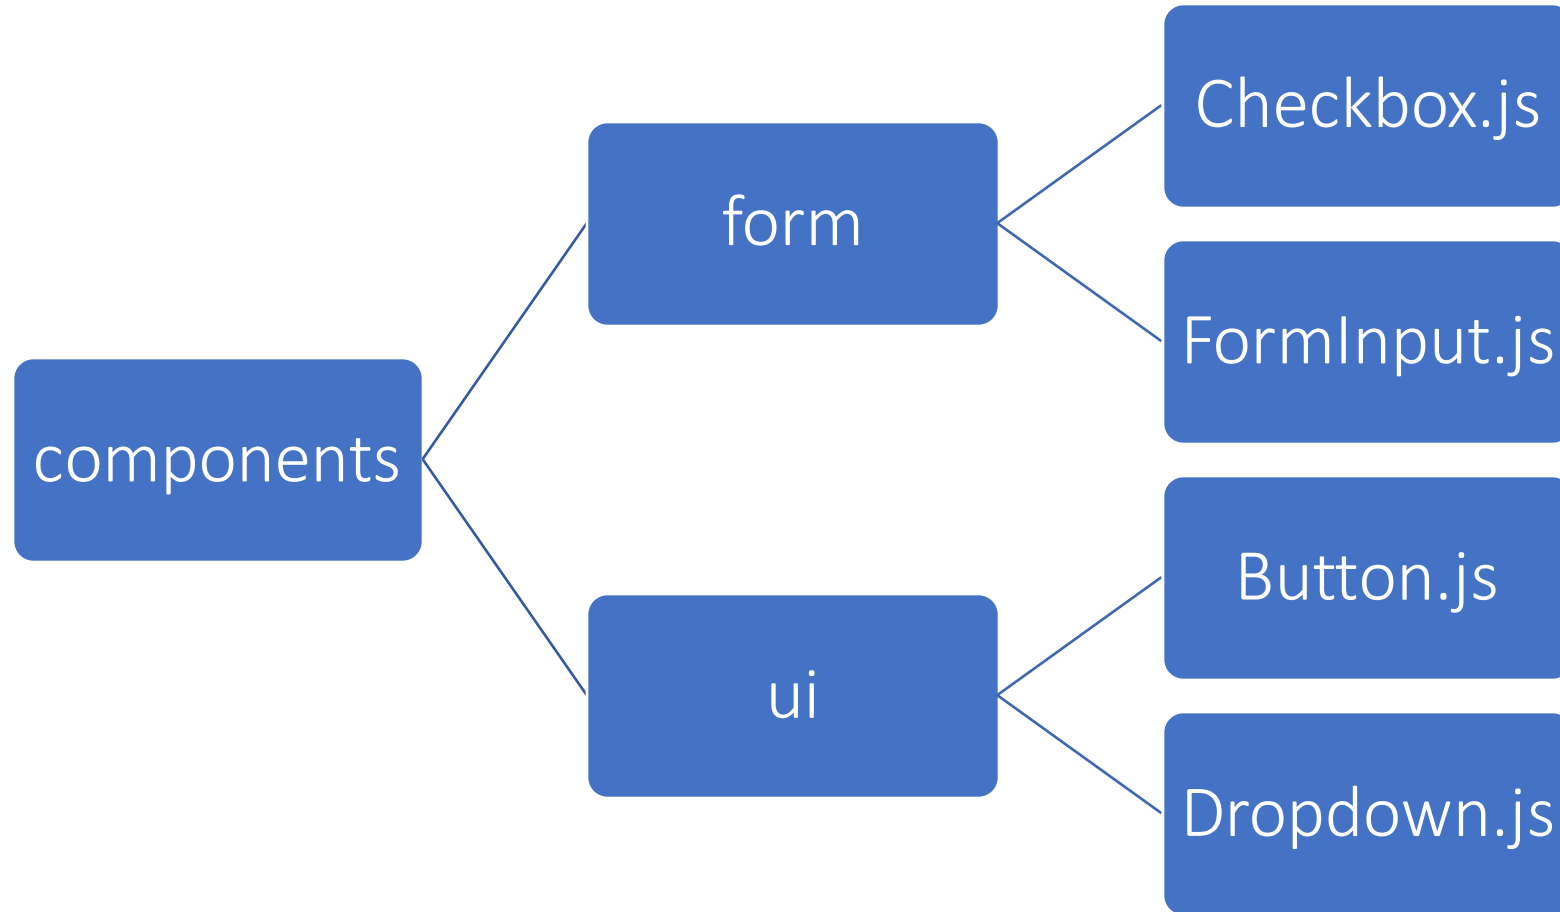 components
form
ui
Checkbox.js
FormInput.js
Button.js
Dropdown.js